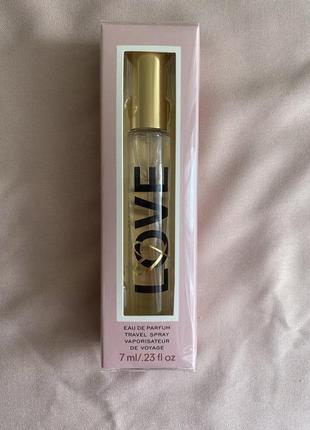 LOVE
EAU DE PARFUM
TRAVEL SPRAY
VAPORISATEUR
DE VOYAGE
7 ml/.23 fl oz